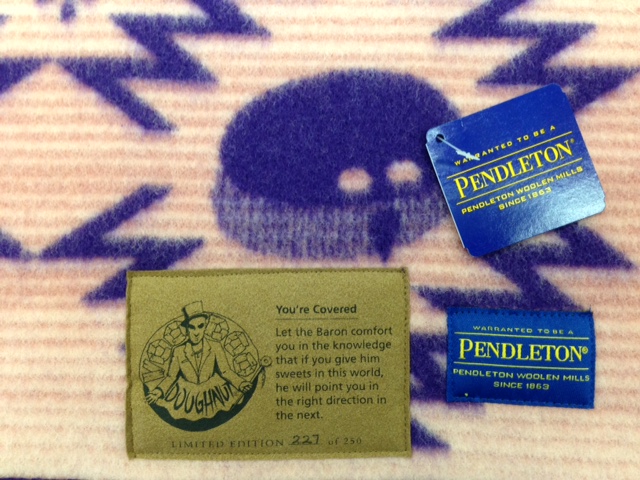 WARRANTED TO BE A
PENDLETON®
PENDLETON WOOLEN MILLS
SINCE 1863
You're Covered
Let the Baron comfort
you in the knowledge
that if you give him
sweets in this world,
he will point you in
the right direction in
the next.
DOUGHNUT
LIMITED EDITION 227 of 250
WARRANTED TO BE A
PENDLETON®
PENDLETON WOOLEN MILLS
SINCE 1863